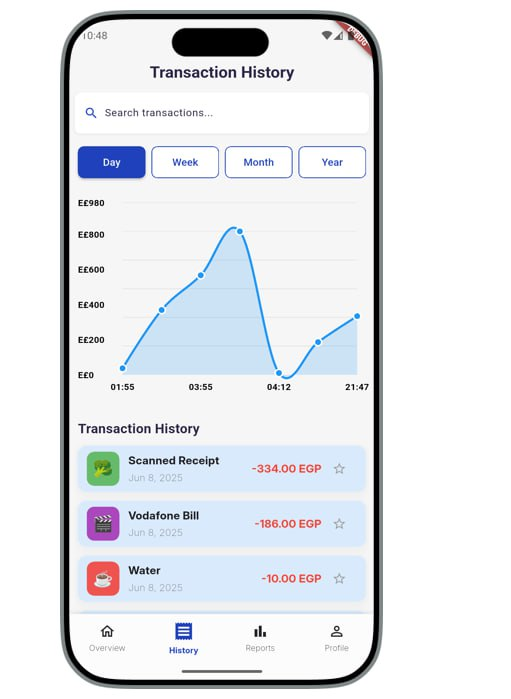 10:48
DEBUG
Transaction History
Search transactions...
Day Week Month Year
E£980
E£800
E£600
E£400
E£200
E£0
01:55 03:55 04:12 21:47
Transaction History
Scanned Receipt
Jun 8, 2025
-334.00 EGP
Vodafone Bill
Jun 8, 2025
-186.00 EGP
Water
Jun 8, 2025
-10.00 EGP
Overview History Reports Profile